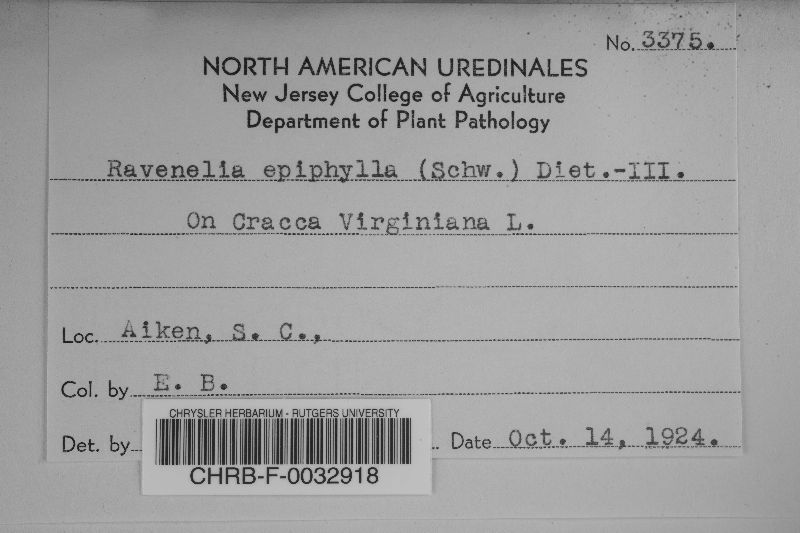 No. 3375.
NORTH AMERICAN UREDINALES
New Jersey College of Agriculture
Department of Plant Pathology
Ravenelia epiphylla (Schw.) Diet.-III.
On Cracca Virginiana L.
Loc. Aiken, S. C.,
Col. by E. B.
Det. by Date Oct. 14, 1924.
CHRYSLER HERBARIUM - RUTGERS UNIVERSITY
CHRB-F-0032918